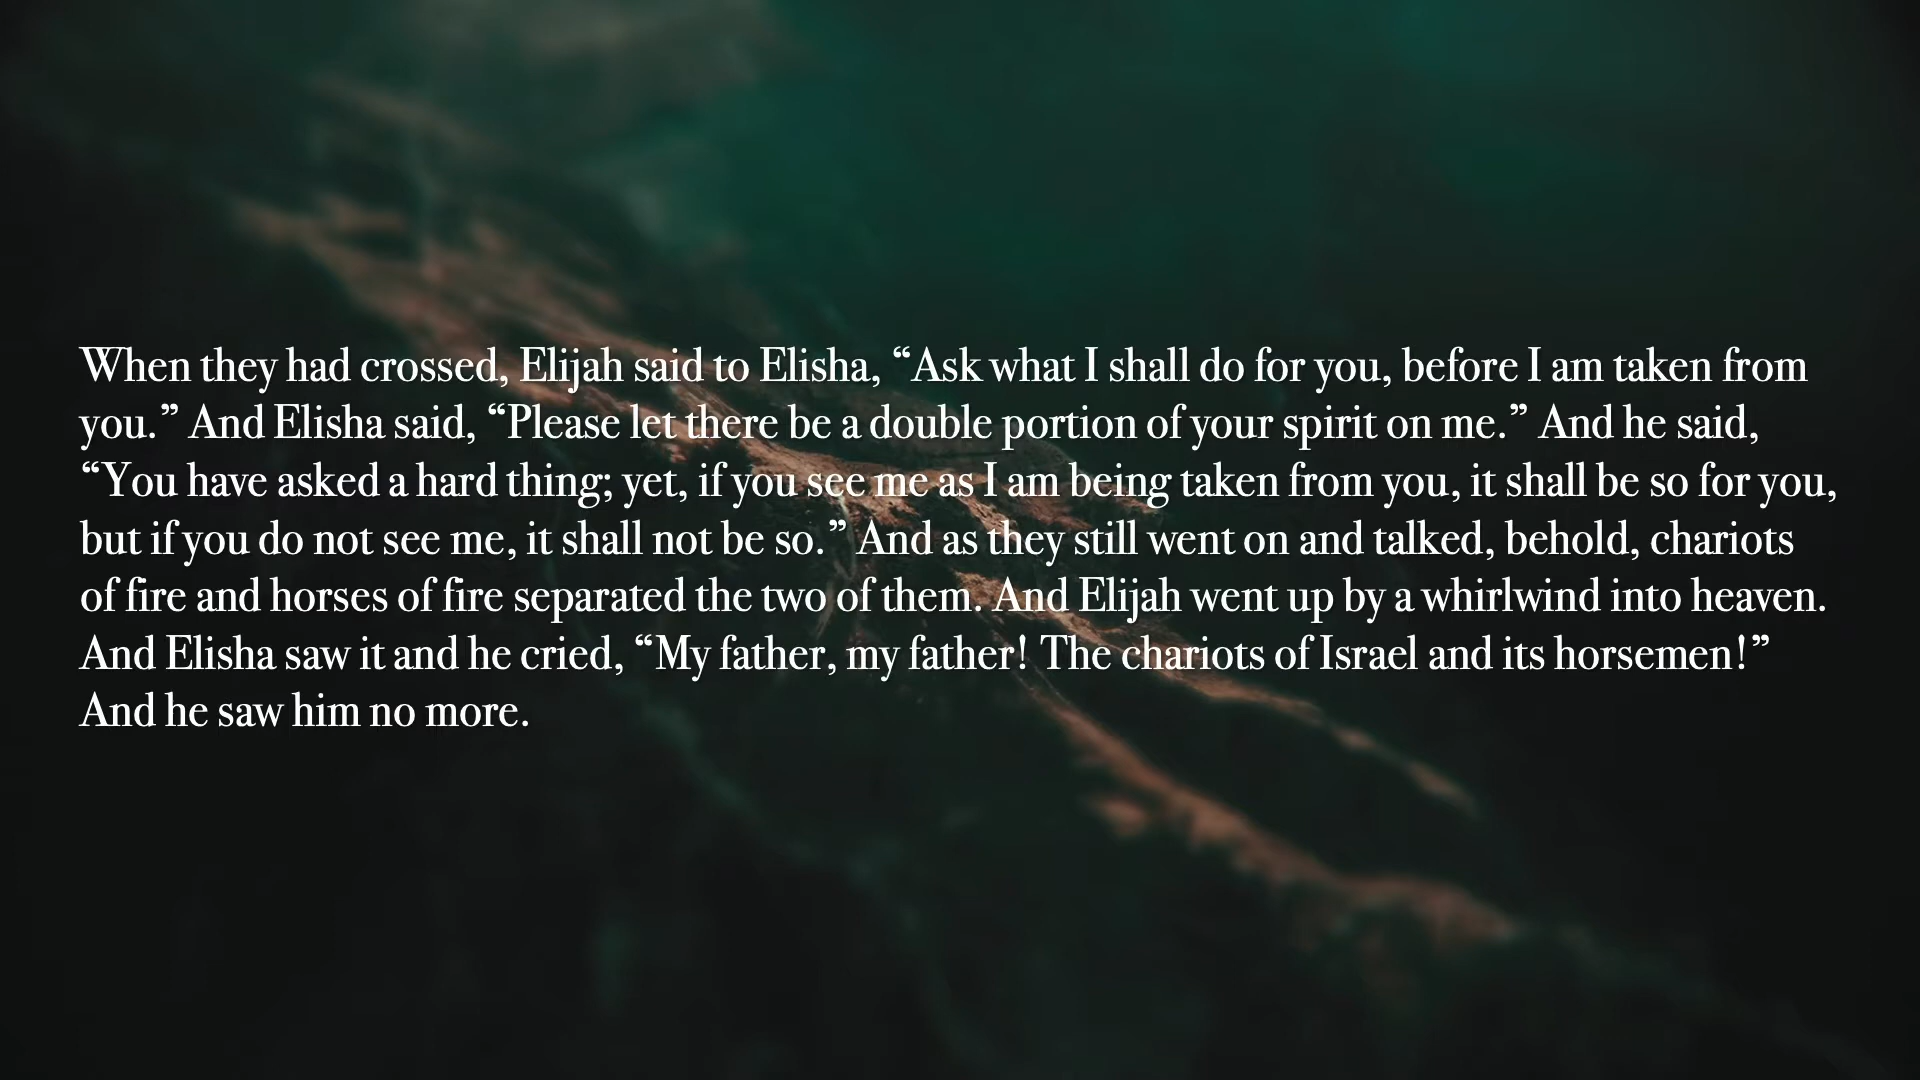 When they had crossed, Elijah said to Elisha, “Ask what I shall do for you, before I am taken from
you.” And Elisha said, “Please let there be a double portion of your spirit on me.” And he said,
“You have asked a hard thing; yet, if you see me as I am being taken from you, it shall be so for you,
but if you do not see me, it shall not be so.” And as they still went on and talked, behold, chariots
of fire and horses of fire separated the two of them. And Elijah went up by a whirlwind into heaven.
And Elisha saw it and he cried, “My father, my father! The chariots of Israel and its horsemen!”
And he saw him no more.